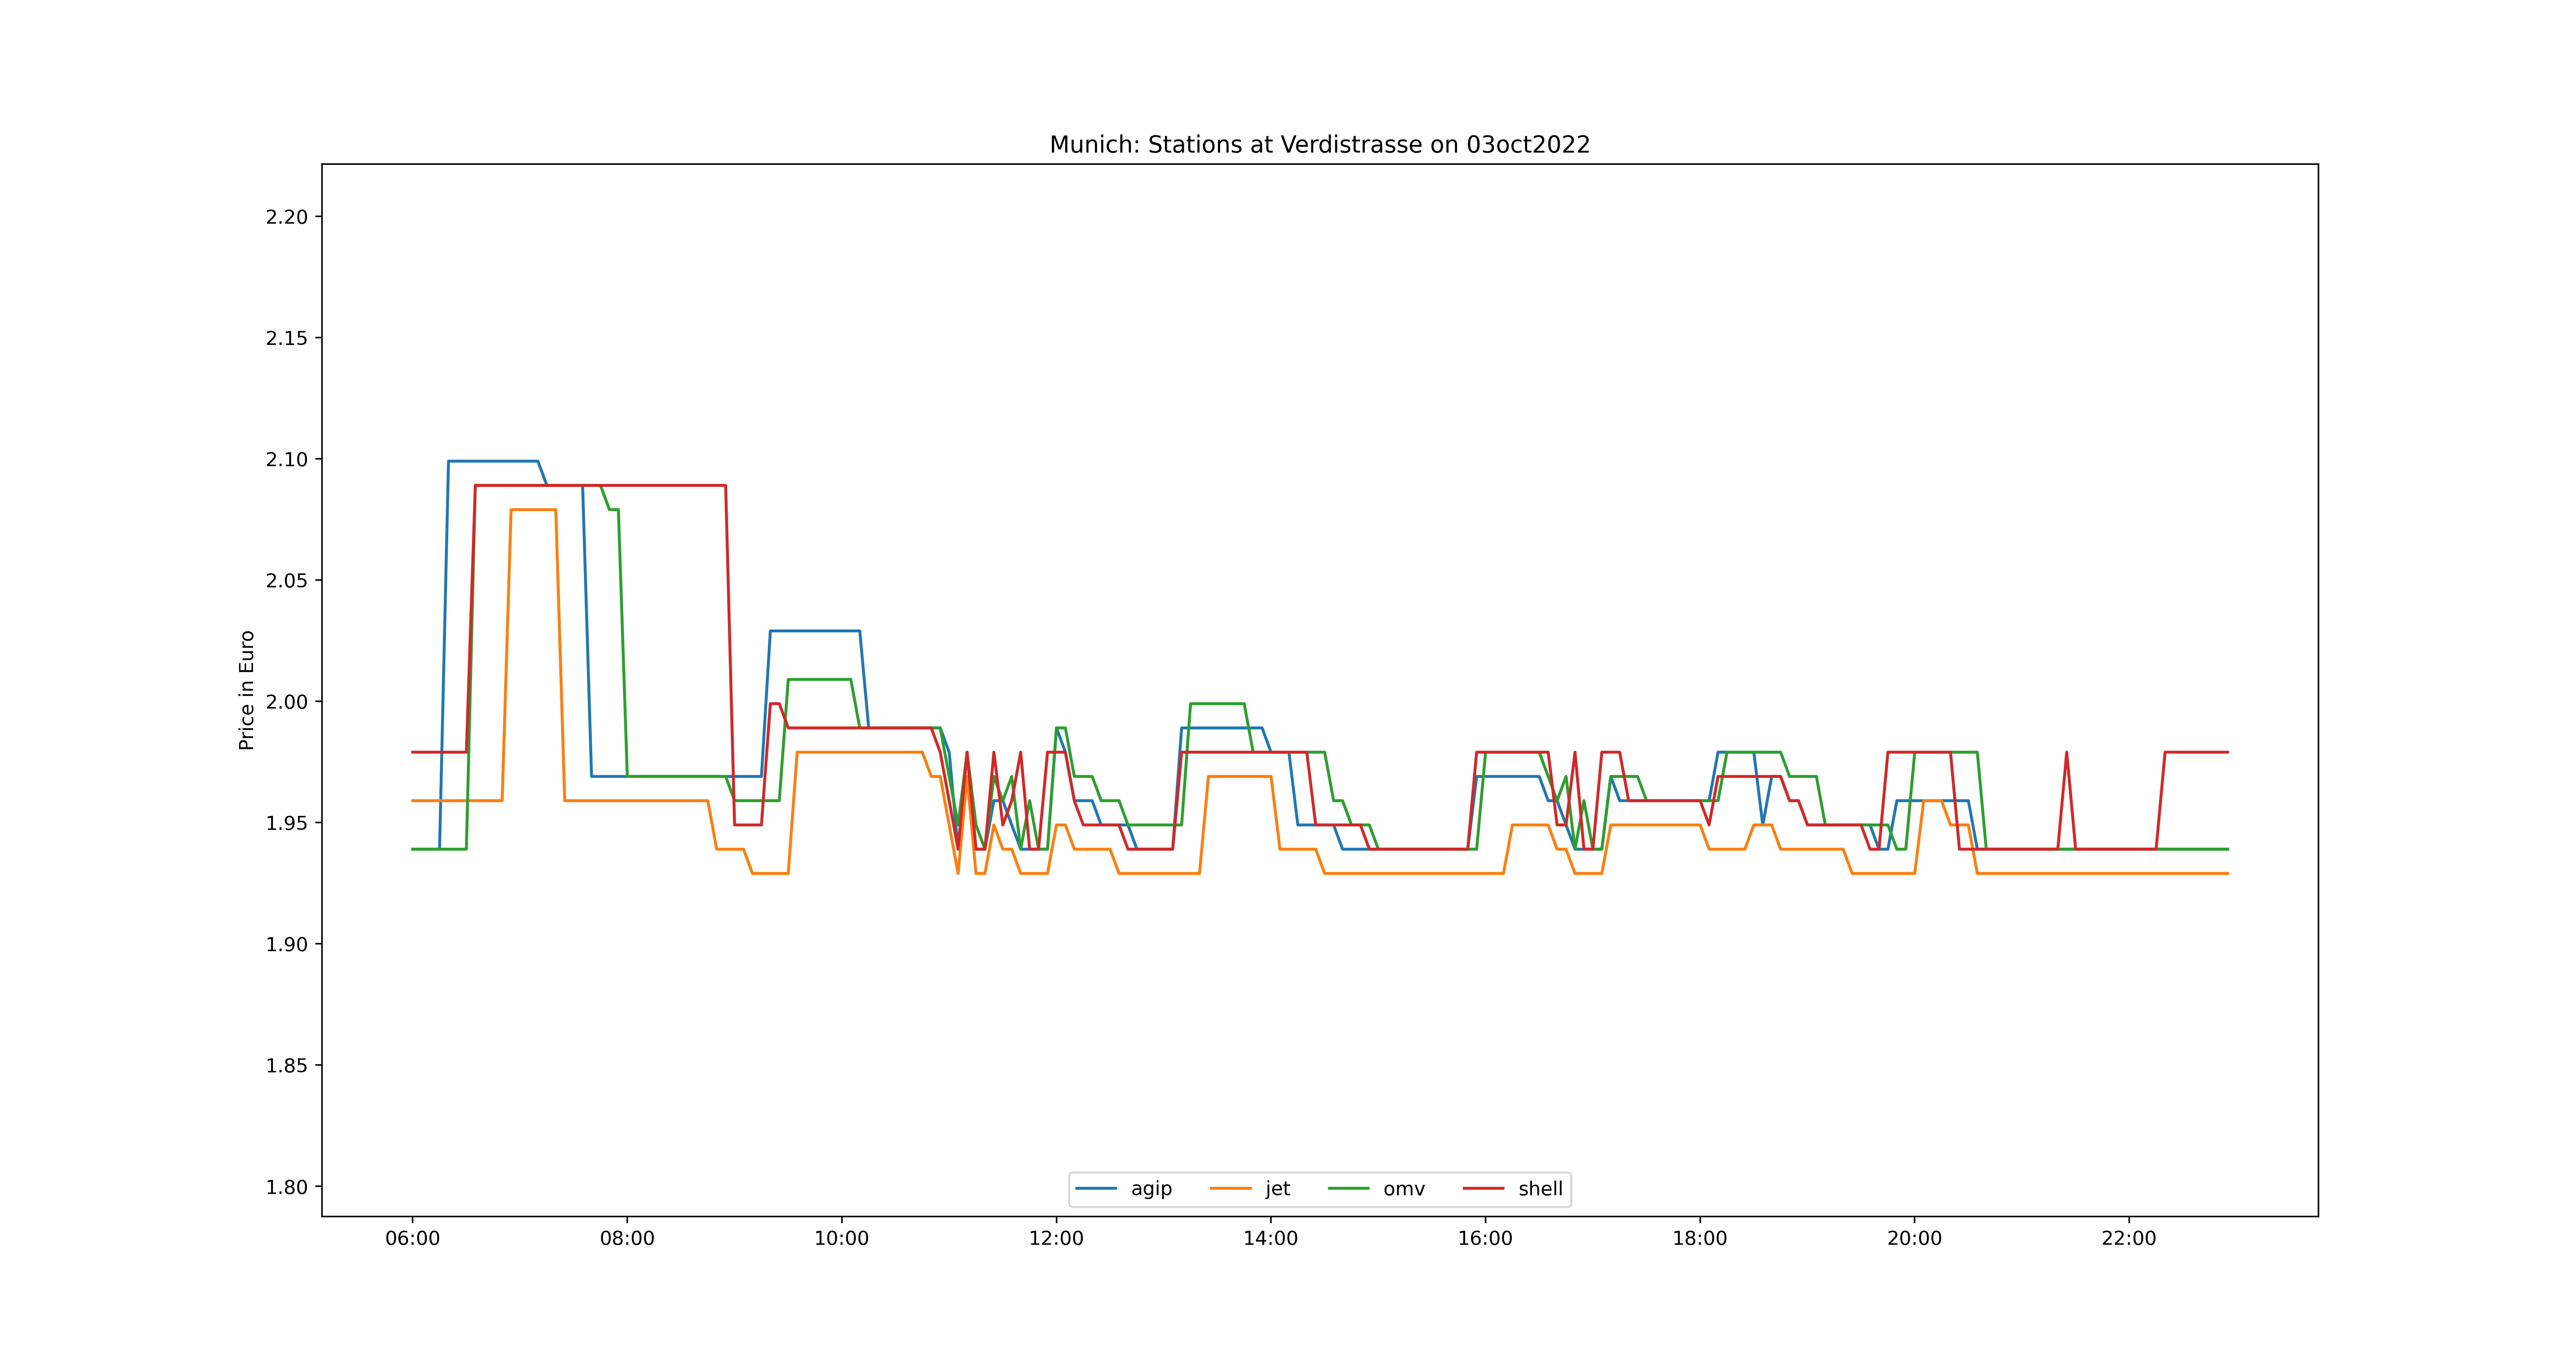 Munich: Stations at Verdistrasse on 03oct2022
Price in Euro
2.20
2.15
2.10
2.05
2.00
1.95
1.90
1.85
1.80
agip jet omv shell
06:00 08:00 10:00 12:00 14:00 16:00 18:00 20:00 22:00